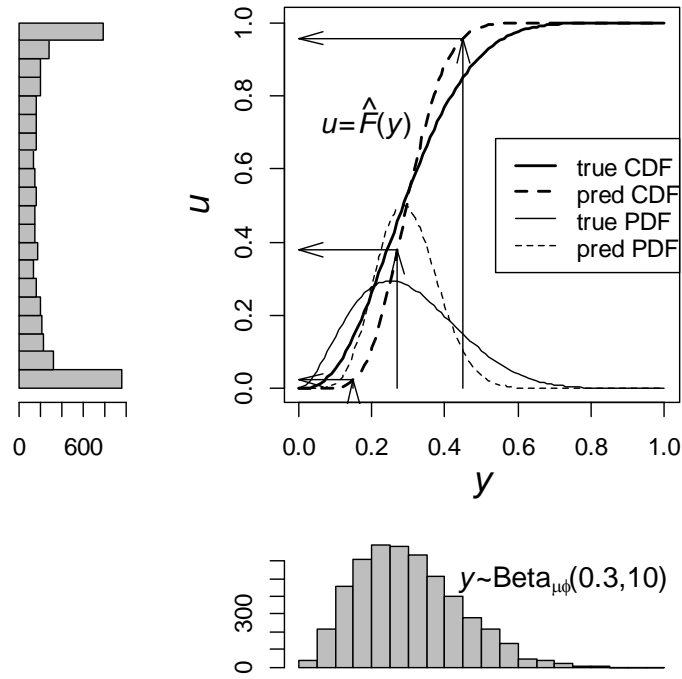 1.0
0.8
0.6
0.4
0.2
0.0
u
u=F̂(y)
true CDF
pred CDF
true PDF
pred PDF
0 600
0.0 0.2 0.4 0.6 0.8 1.0
y
y~Beta_μϕ(0.3,10)
300
0